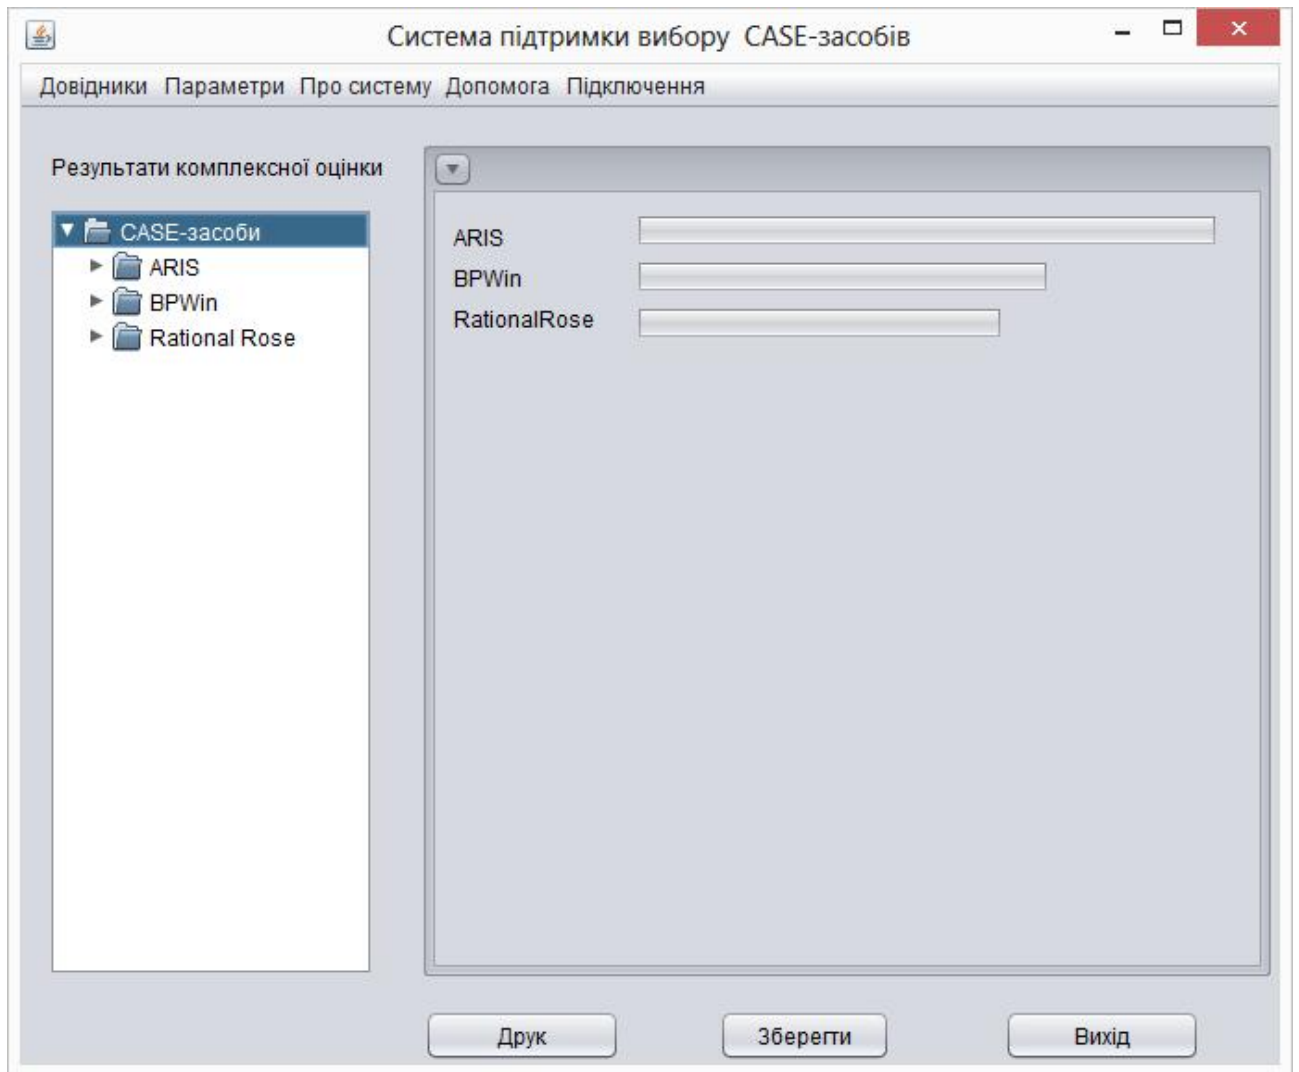 Система підтримки вибору CASE-засобів
Довідники Параметри Про систему Допомога Підключення
Результати комплексної оцінки
CASE-засоби
ARIS
BPWin
Rational Rose
ARIS
BPWin
RationalRose
Друк
Зберегти
Вихід